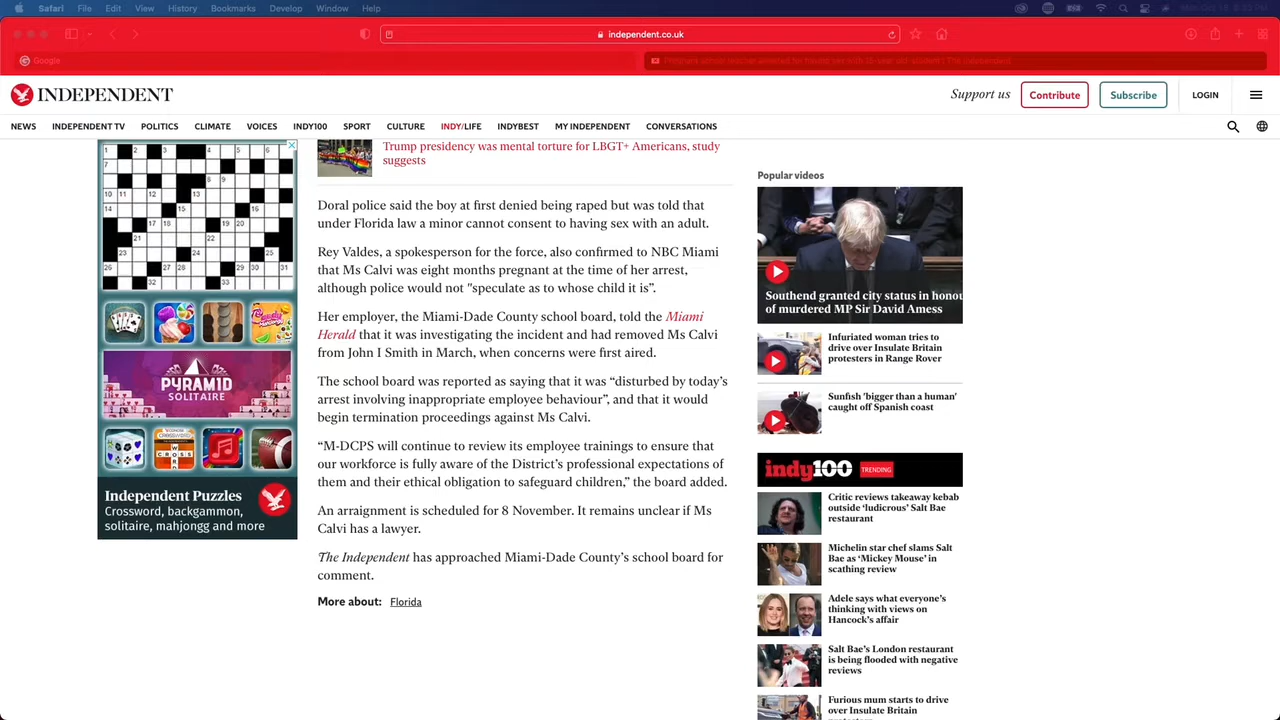 Safari File Edit View History Bookmarks Develop Window Help
independent.co.uk
Google
INDEPENDENT
Support us Contribute Subscribe LOGIN
NEWS INDEPENDENT TV POLITICS CLIMATE VOICES INDY100 SPORT CULTURE INDY/LIFE INDYBEST MY INDEPENDENT CONVERSATIONS
Trump presidency was mental torture for LBGT+ Americans, study
suggests
Doral police said the boy at first denied being raped but was told that
under Florida law a minor cannot consent to having sex with an adult.
Rey Valdes, a spokesperson for the force, also confirmed to NBC Miami
that Ms Calvi was eight months pregnant at the time of her arrest,
although police would not "speculate as to whose child it is”.
Her employer, the Miami-Dade County school board, told the Miami
Herald that it was investigating the incident and had removed Ms Calvi
from John I Smith in March, when concerns were first aired.
The school board was reported as saying that it was “disturbed by today’s
arrest involving inappropriate employee behaviour”, and that it would
begin termination proceedings against Ms Calvi.
“M-DCPS will continue to review its employee trainings to ensure that
our workforce is fully aware of the District’s professional expectations of
them and their ethical obligation to safeguard children,” the board added.
An arraignment is scheduled for 8 November. It remains unclear if Ms
Calvi has a lawyer.
The Independent has approached Miami-Dade County’s school board for
comment.
More about: Florida
PYRAMID
SOLITAIRE
Independent Puzzles
Crossword, backgammon,
solitaire, mahjongg and more
Popular videos
Southend granted city status in honou
of murdered MP Sir David Amess
Infuriated woman tries to
drive over Insulate Britain
protesters in Range Rover
Sunfish 'bigger than a human'
caught off Spanish coast
indy100 TRENDING
Critic reviews takeaway kebab
outside ‘ludicrous’ Salt Bae
restaurant
Michelin star chef slams Salt
Bae as ‘Mickey Mouse’ in
scathing review
Adele says what everyone’s
thinking with views on
Hancock’s affair
Salt Bae’s London restaurant
is being flooded with negative
reviews
Furious mum starts to drive
over Insulate Britain